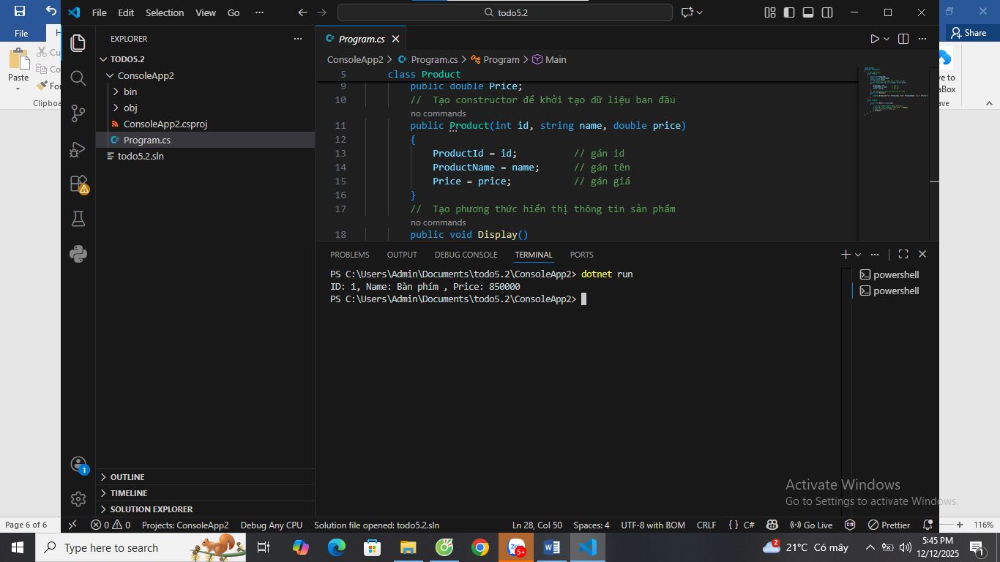 File Edit Selection View Go ··· todo5.2
File
H
Share
Paste
Cu
Co
For
Clipboard
EXPLORER ···
TODO5.2
ConsoleApp2
bin
obj
ConsoleApp2.csproj
Program.cs
todo5.2.sln
OUTLINE
TIMELINE
SOLUTION EXPLORER
Program.cs
ConsoleApp2 > Program.cs > Program > Main
5 class Product
9 public double Price;
10 // Tạo constructor để khởi tạo dữ liệu ban đầu
no commands
11 public Product(int id, string name, double price)
12 {
13 ProductId = id; // gán id
14 ProductName = name; // gán tên
15 Price = price; // gán giá
16 }
17 // Tạo phương thức hiển thị thông tin sản phẩm
no commands
18 public void Display()
PROBLEMS OUTPUT DEBUG CONSOLE TERMINAL PORTS
PS C:\Users\Admin\Documents\todo5.2\ConsoleApp2> dotnet run
ID: 1, Name: Bàn phím , Price: 850000
PS C:\Users\Admin\Documents\todo5.2\ConsoleApp2>
powershell
powershell
ve to
aBox
ave
Activate Windows
Go to Settings to activate Windows.
Page 6 of 6
0 0 Projects: ConsoleApp2 Debug Any CPU Solution file opened: todo5.2.sln Ln 28, Col 50 Spaces: 4 UTF-8 with BOM CRLF { } C# Go Live Prettier
116%
1
Type here to search
5+
2
21°C Có mây
5:45 PM
12/12/2025
1